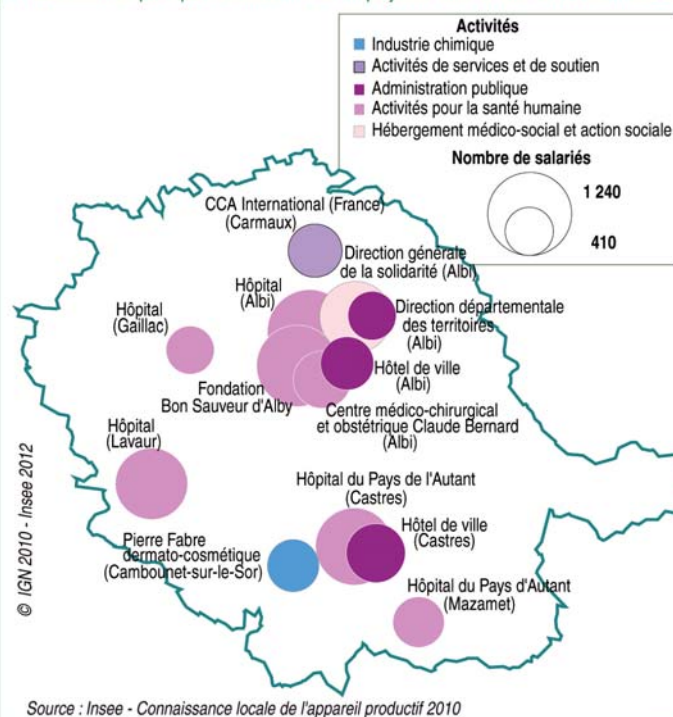 Activités
Industrie chimique
Activités de services et de soutien
Administration publique
Activités pour la santé humaine
Hébergement médico-social et action sociale
Nombre de salariés
1 240
410
CCA International (France)
(Carmaux)
Direction générale
de la solidarité (Albi)
Hôpital
(Albi)
Direction départementale
des territoires
(Albi)
Hôpital
(Gaillac)
Hôtel de ville
(Albi)
Fondation
Bon Sauveur d'Alby
Centre médico-chirurgical
et obstétrique Claude Bernard
(Albi)
Hôpital
(Lavaur)
Hôpital du Pays de l'Autant
(Castres)
Hôtel de ville
(Castres)
Pierre Fabre
dermato-cosmétique
(Cambounet-sur-le-Sor)
Hôpital du Pays d'Autant
(Mazamet)
© IGN 2010 - Insee 2012
Source : Insee - Connaissance locale de l'appareil productif 2010